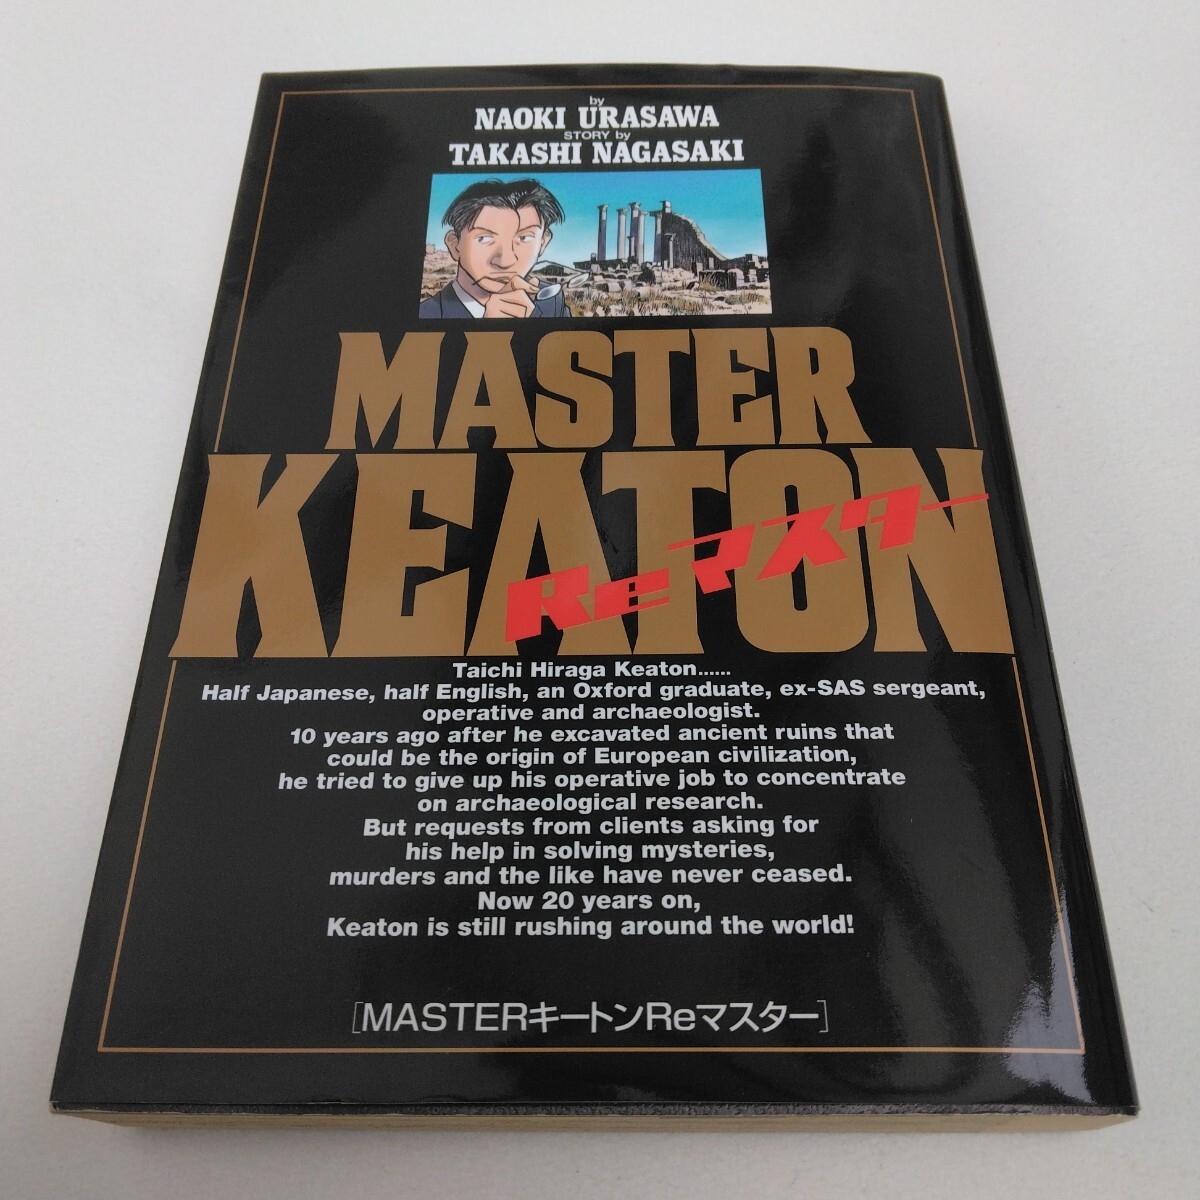 by
NAOKI URASAWA
STORY by
TAKASHI NAGASAKI
MASTER
KEATON
Reマスター
Taichi Hiraga Keaton......
Half Japanese, half English, an Oxford graduate, ex-SAS sergeant,
operative and archaeologist.
10 years ago after he excavated ancient ruins that
could be the origin of European civilization,
he tried to give up his operative job to concentrate
on archaeological research.
But requests from clients asking for
his help in solving mysteries,
murders and the like have never ceased.
Now 20 years on,
Keaton is still rushing around the world!
[MASTERキートンReマスター]